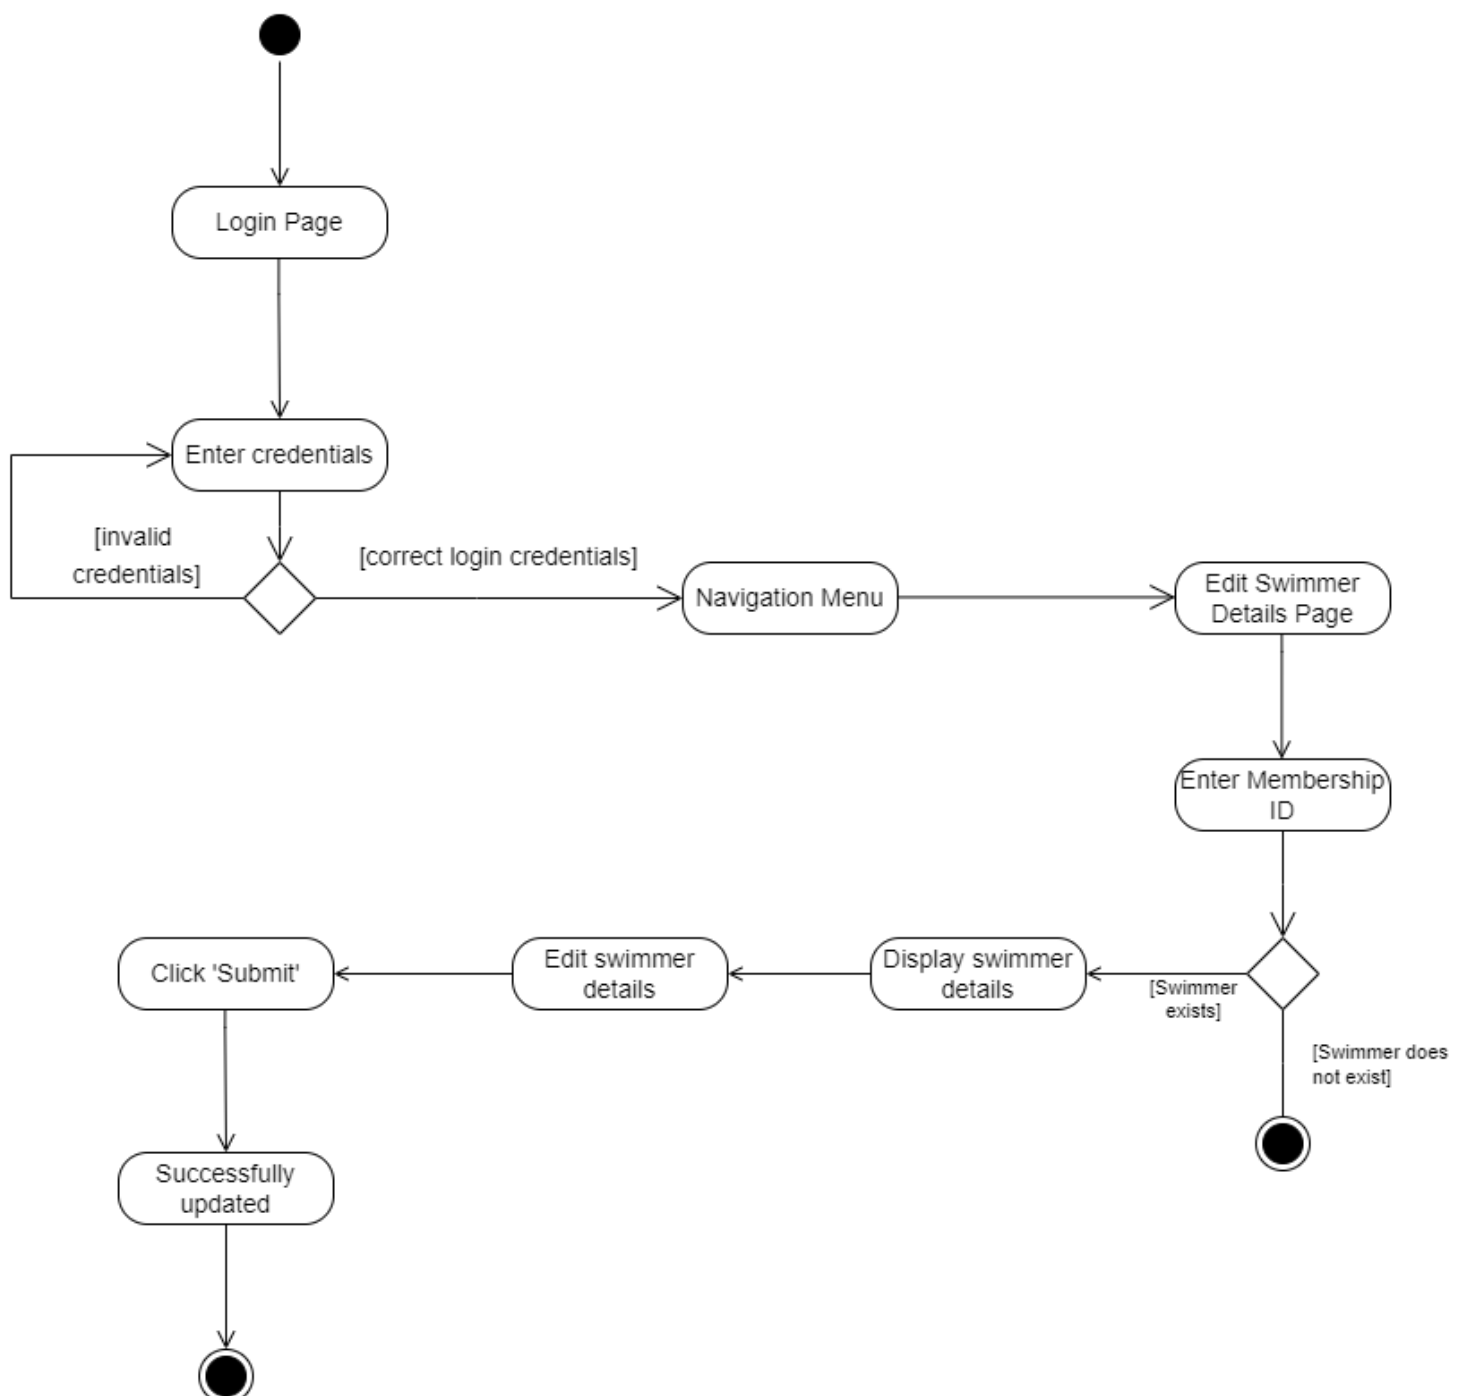 Login Page
Enter credentials
[invalid
credentials]
[correct login credentials]
Navigation Menu
Edit Swimmer
Details Page
Enter Membership
ID
Click 'Submit'
Edit swimmer
details
Display swimmer
details
[Swimmer
exists]
[Swimmer does
not exist]
Successfully
updated